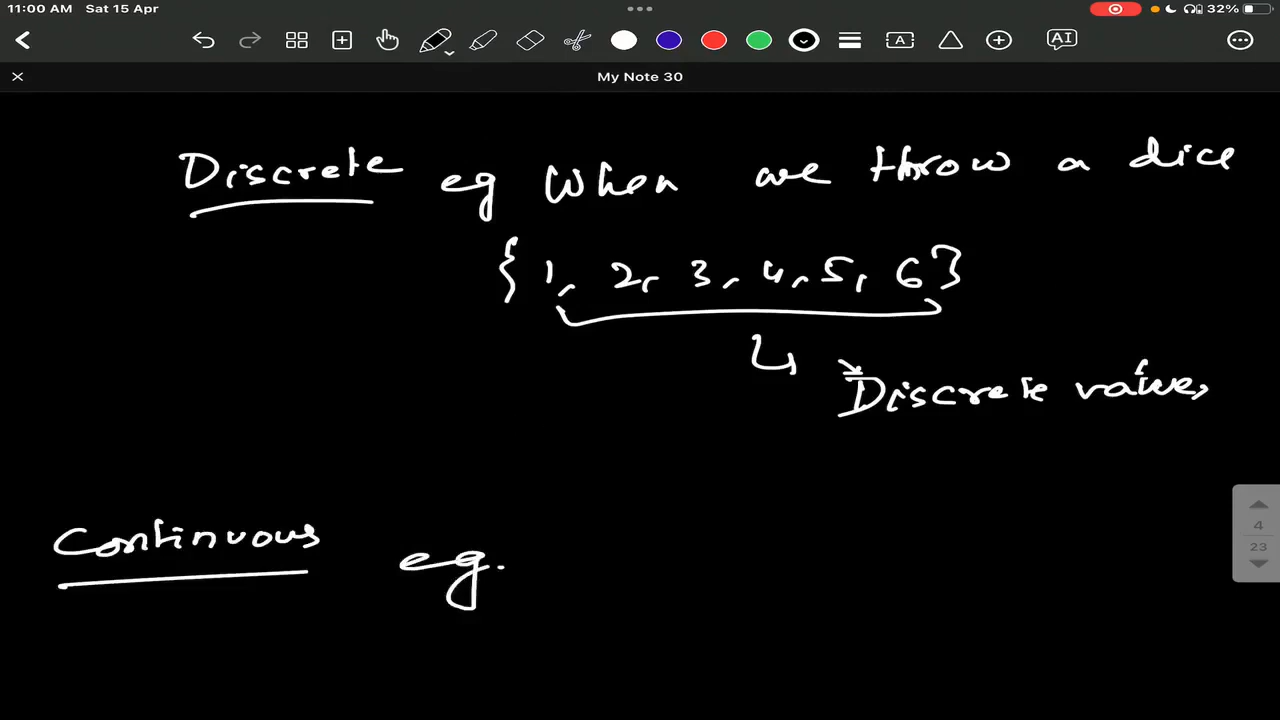 11:00 AM Sat 15 Apr
32%
A
AI
My Note 30
Discrete eg When we throw a dice
{1, 2, 3, 4, 5, 6}
Discrete values
4
23
Continuous eg.